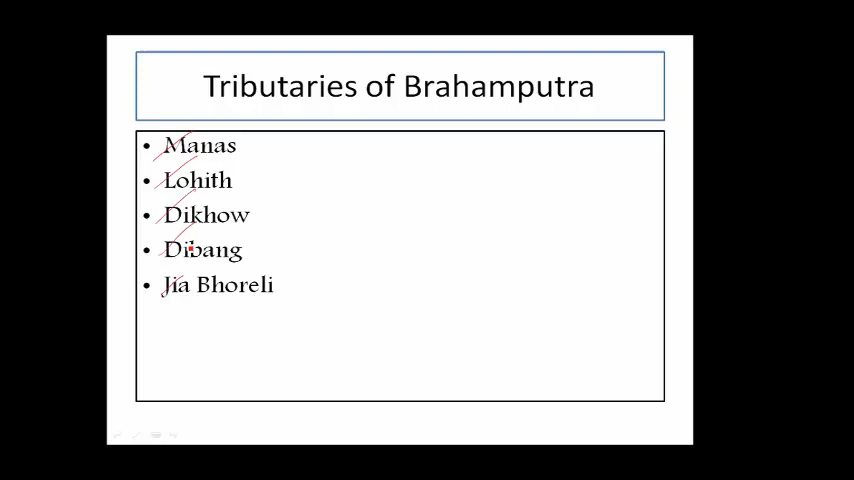 Tributaries of Brahamputra
• Manas
• Lohith
• Dikhow
• Dibang
• Jia Bhoreli